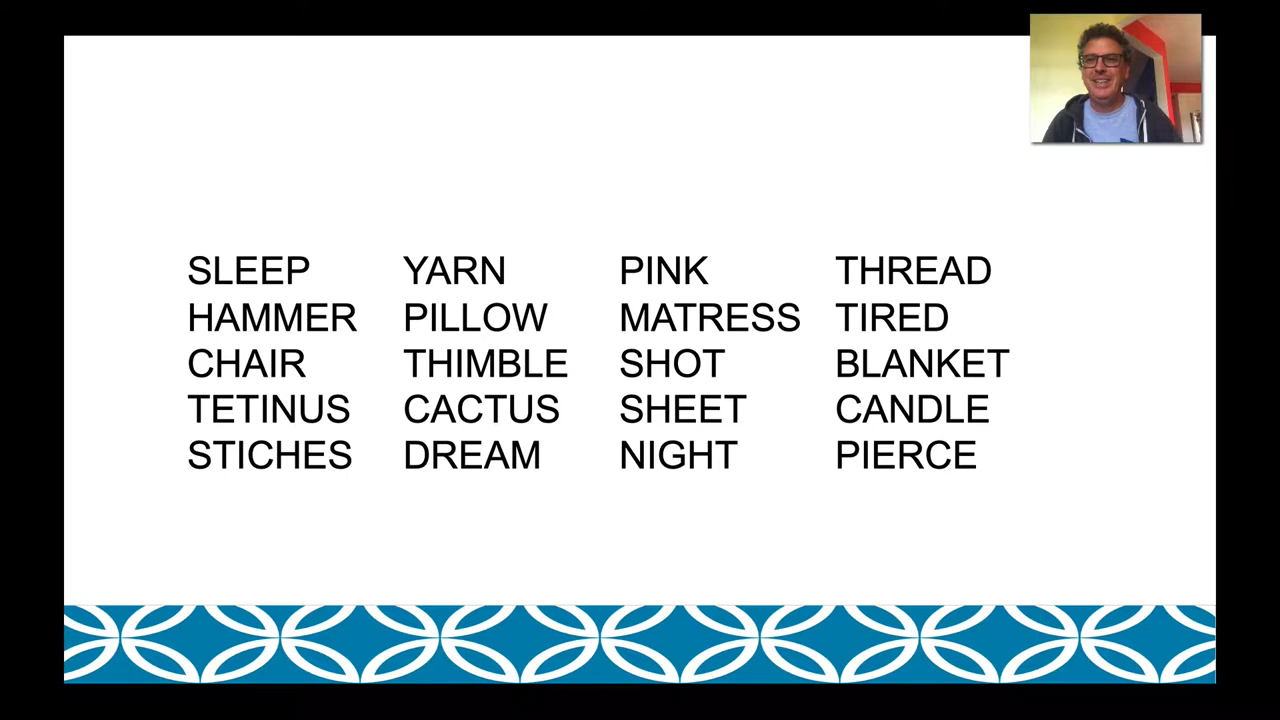 SLEEP YARN PINK THREAD
HAMMER PILLOW MATRESS TIRED
CHAIR THIMBLE SHOT BLANKET
TETINUS CACTUS SHEET CANDLE
STICHES DREAM NIGHT PIERCE